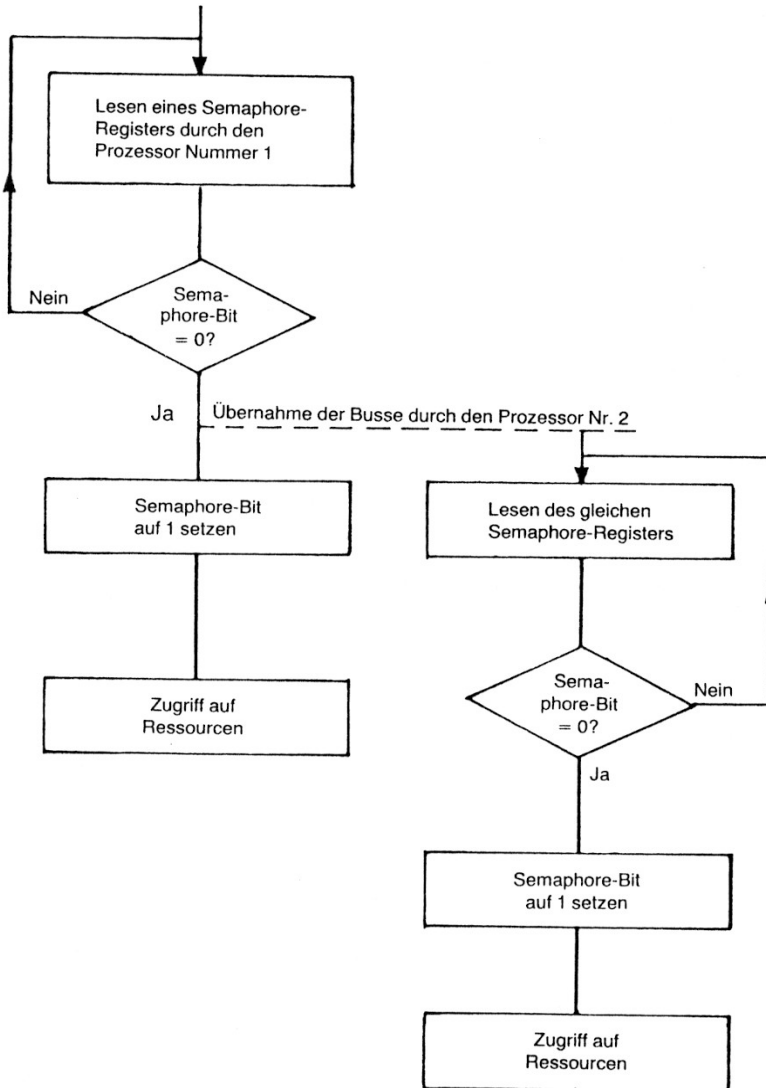 Lesen eines Semaphore-
Registers durch den
Prozessor Nummer 1
Nein
Sema-
phore-Bit
= 0?
Ja
Übernahme der Busse durch den Prozessor Nr. 2
Semaphore-Bit
auf 1 setzen
Lesen des gleichen
Semaphore-Registers
Zugriff auf
Ressourcen
Sema-
phore-Bit
= 0?
Nein
Ja
Semaphore-Bit
auf 1 setzen
Zugriff auf
Ressourcen